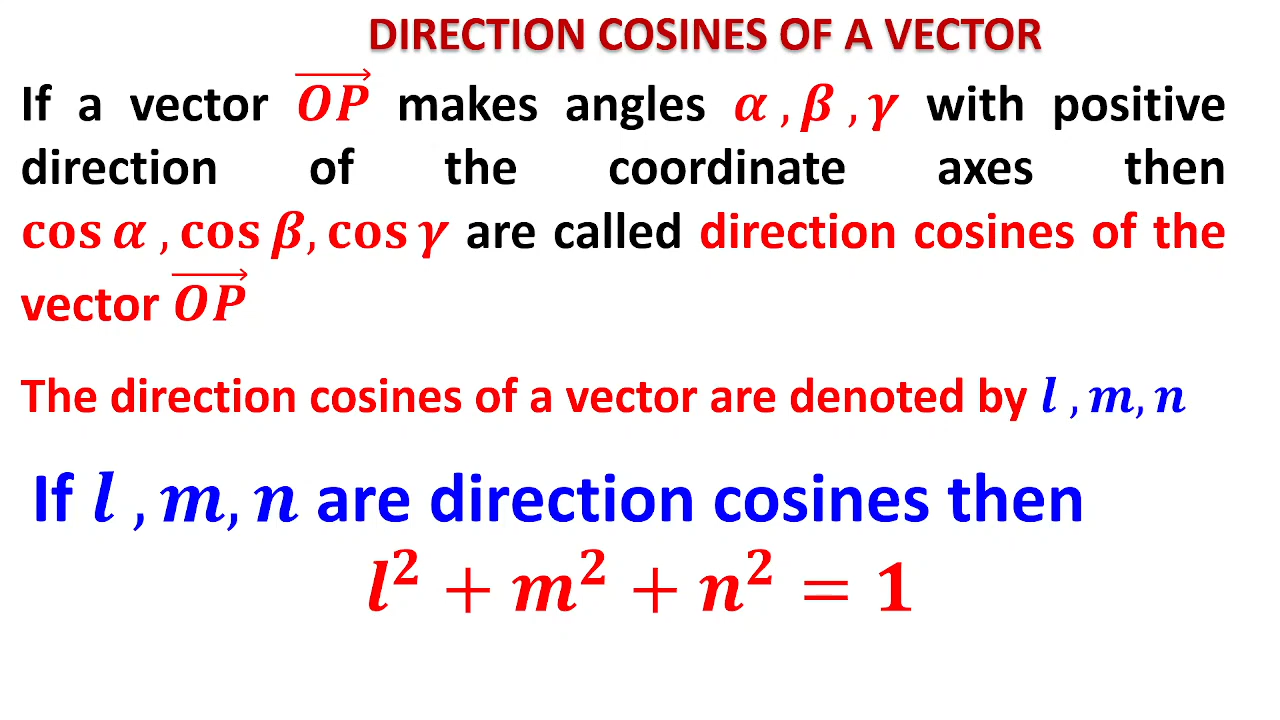 DIRECTION COSINES OF A VECTOR
If a vector $\overrightarrow{OP}$ makes angles α , β , γ with positive
direction of the coordinate axes then
cos α , cos β, cos γ are called direction cosines of the
vector $\overrightarrow{OP}$
The direction cosines of a vector are denoted by l , m, n
If l , m, n are direction cosines then
l² + m² + n² = 1